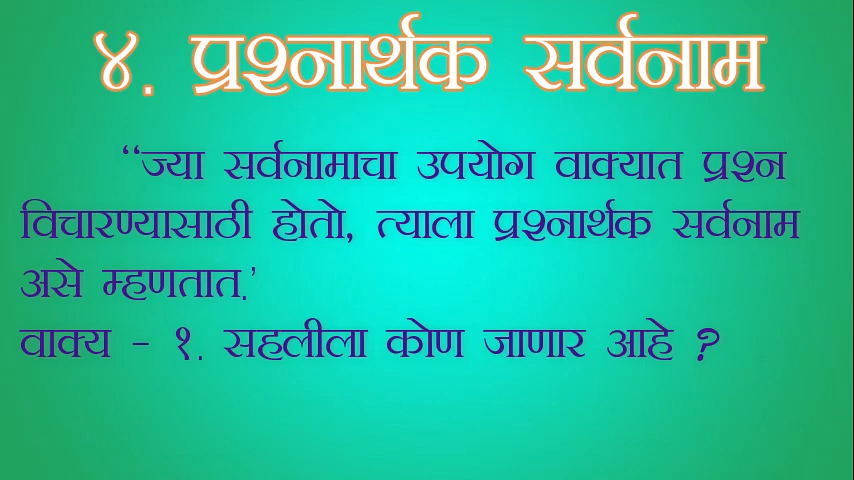 ४. प्रश्नार्थक सर्वनाम
“ज्या सर्वनामाचा उपयोग वाक्यात प्रश्न
विचारण्यासाठी होतो, त्याला प्रश्नार्थक सर्वनाम
असे म्हणतात.’
वाक्य - १. सहलीला कोण जाणार आहे ?